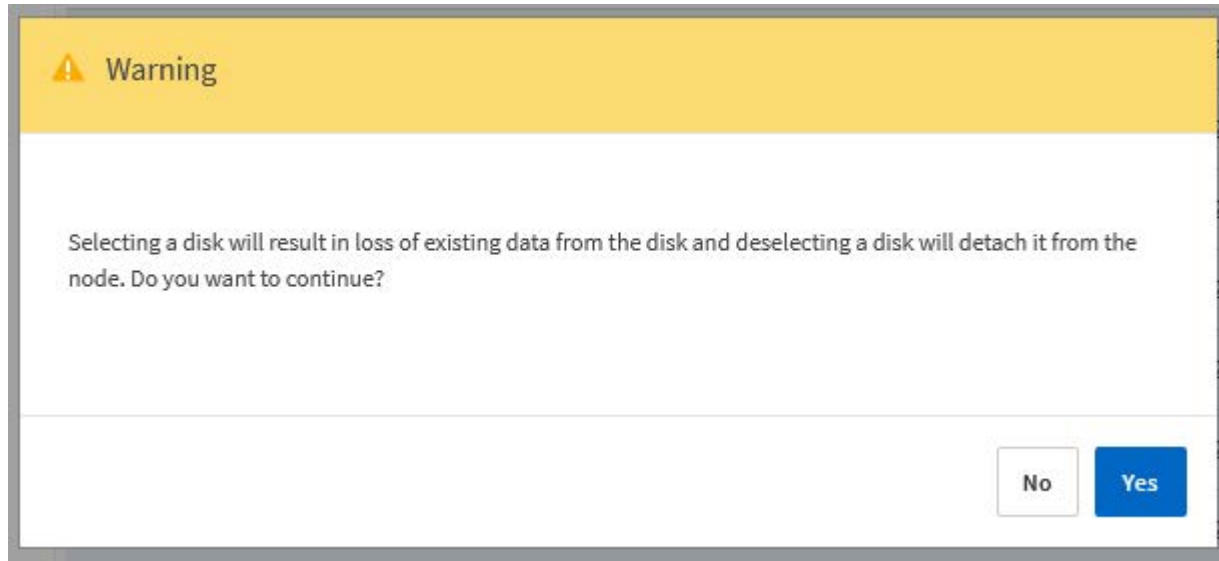 Warning
Selecting a disk will result in loss of existing data from the disk and deselecting a disk will detach it from the
node. Do you want to continue?
No
Yes